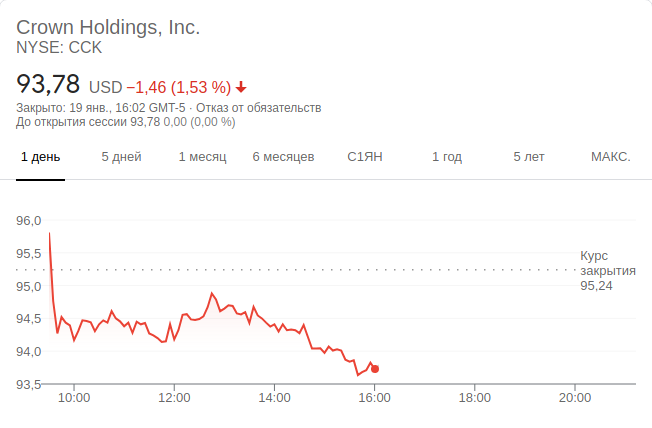 Crown Holdings, Inc.
NYSE: CCK
93,78 USD −1,46 (1,53 %)
Закрыто: 19 янв., 16:02 GMT-5 · Отказ от обязательств
До открытия сессии 93,78 0,00 (0,00 %)
1 день 5 дней 1 месяц 6 месяцев С1ЯН 1 год 5 лет МАКС.
96,0
95,5
Курс
закрытия
95,24
95,0
94,5
94,0
93,5
10:00 12:00 14:00 16:00 18:00 20:00